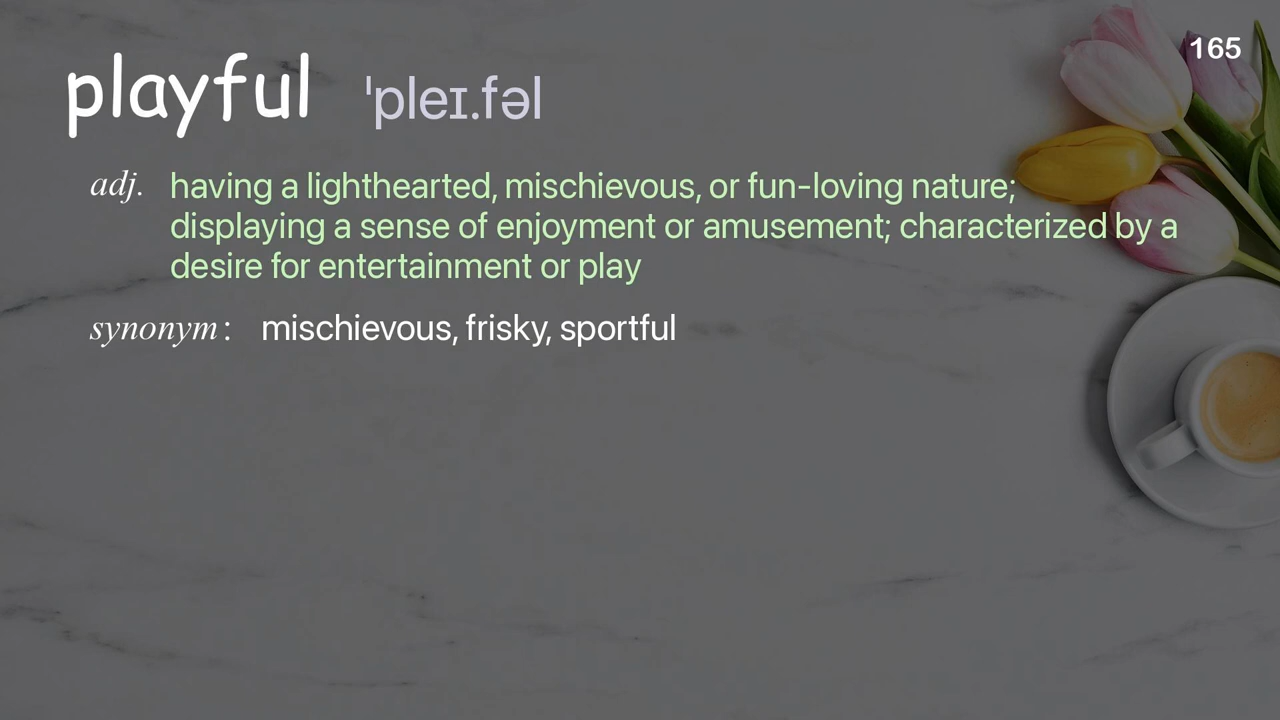 165
playful ˈpleɪ.fəl
adj. having a lighthearted, mischievous, or fun-loving nature;
displaying a sense of enjoyment or amusement; characterized by a
desire for entertainment or play
synonym: mischievous, frisky, sportful